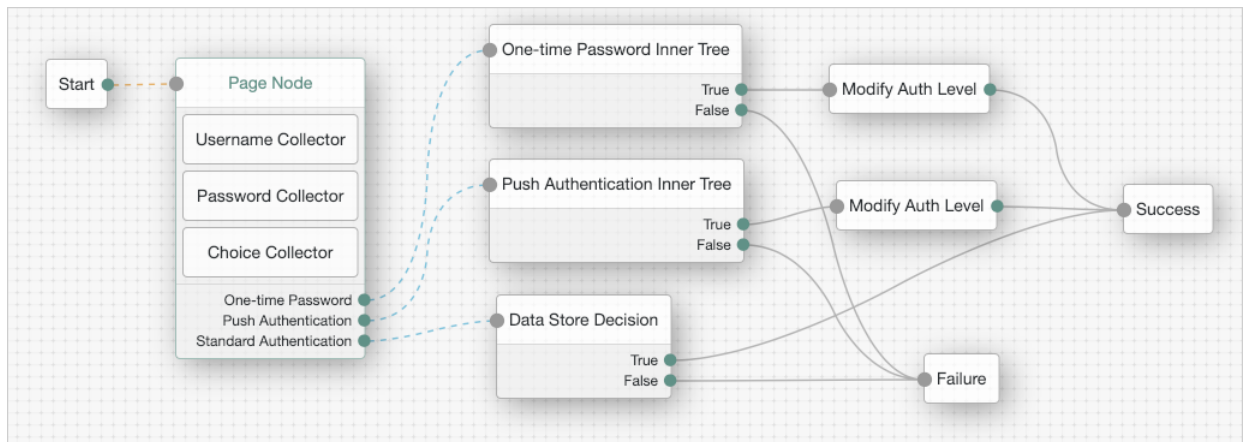 Start
Page Node
Username Collector
Password Collector
Choice Collector
One-time Password
Push Authentication
Standard Authentication
One-time Password Inner Tree
True
False
Push Authentication Inner Tree
True
False
Data Store Decision
True
False
Modify Auth Level
Modify Auth Level
Success
Failure